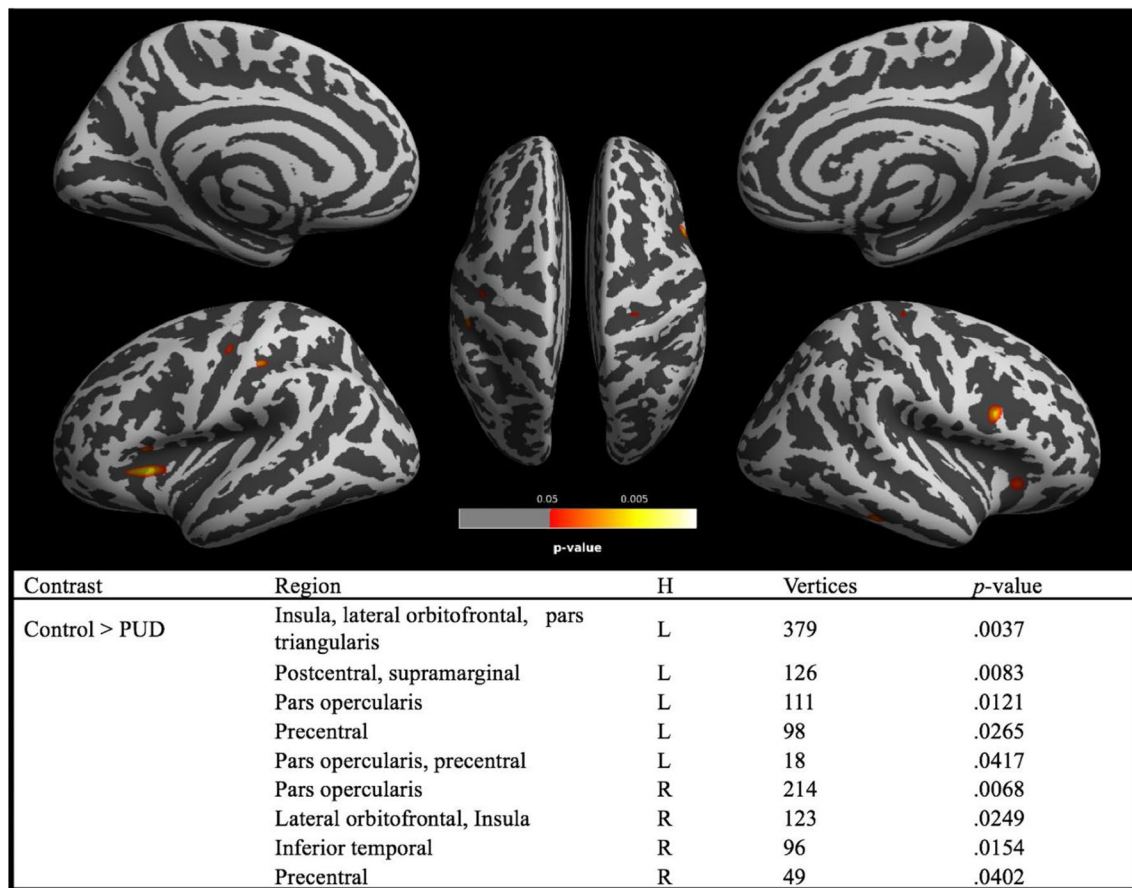 0.05 0.005
p-value
Contrast Region H Vertices p-value
Control > PUD Insula, lateral orbitofrontal, pars triangularis L 379 .0037
Postcentral, supramarginal L 126 .0083
Pars opercularis L 111 .0121
Precentral L 98 .0265
Pars opercularis, precentral L 18 .0417
Pars opercularis R 214 .0068
Lateral orbitofrontal, Insula R 123 .0249
Inferior temporal R 96 .0154
Precentral R 49 .0402